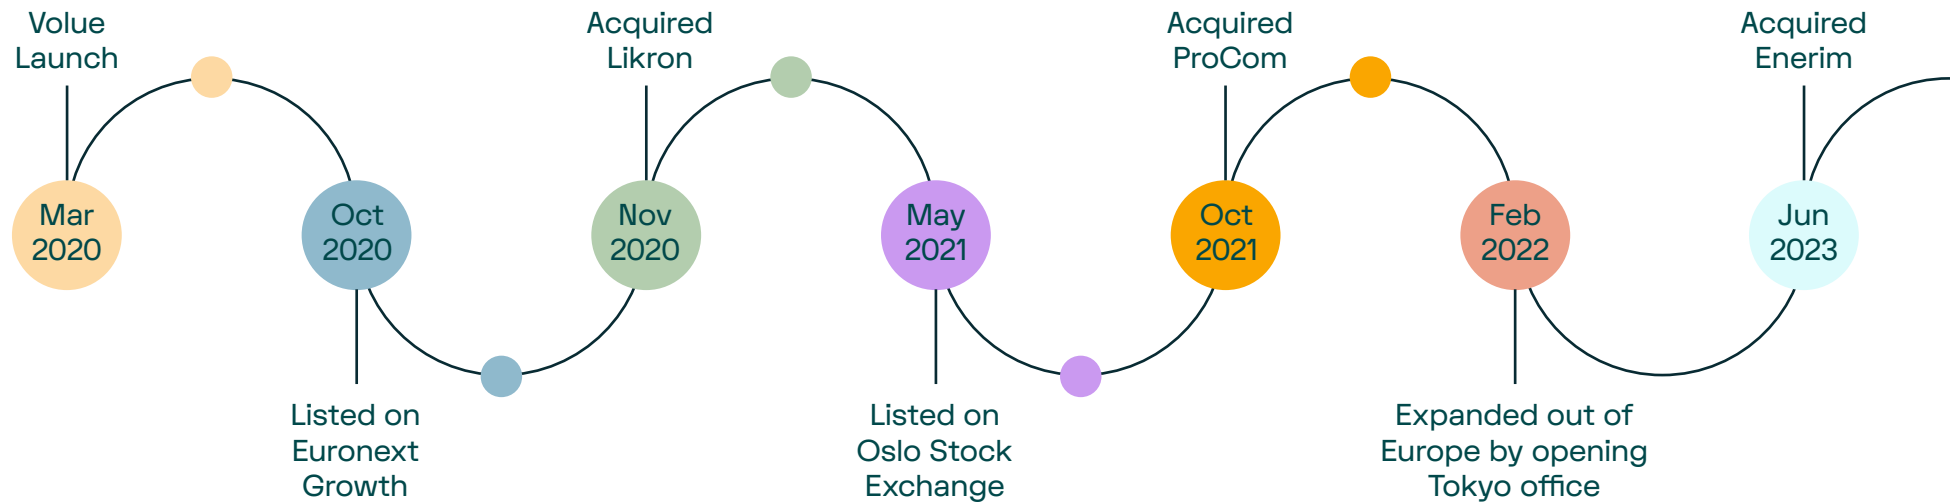 Volue
Launch
Mar
2020
Oct
2020
Listed on
Euronext
Growth
Acquired
Likron
Nov
2020
May
2021
Listed on
Oslo Stock
Exchange
Acquired
ProCom
Oct
2021
Feb
2022
Expanded out of
Europe by opening
Tokyo office
Acquired
Enerim
Jun
2023